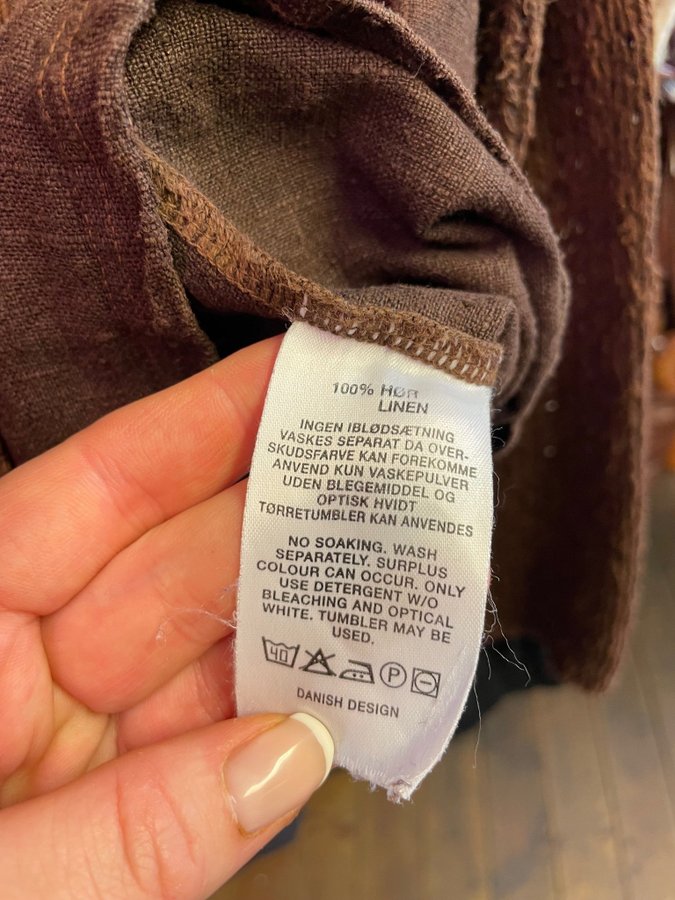 100% HØR
LINEN
INGEN IBLØDSÆTNING
VASKES SEPARAT DA OVER-
SKUDSFARVE KAN FOREKOMME
ANVEND KUN VASKEPULVER
UDEN BLEGEMIDDEL OG
OPTISK HVIDT
TØRRETUMBLER KAN ANVENDES
NO SOAKING. WASH
SEPARATELY. SURPLUS
COLOUR CAN OCCUR. ONLY
USE DETERGENT W/O
BLEACHING AND OPTICAL
WHITE. TUMBLER MAY BE
USED.
40 P
DANISH DESIGN